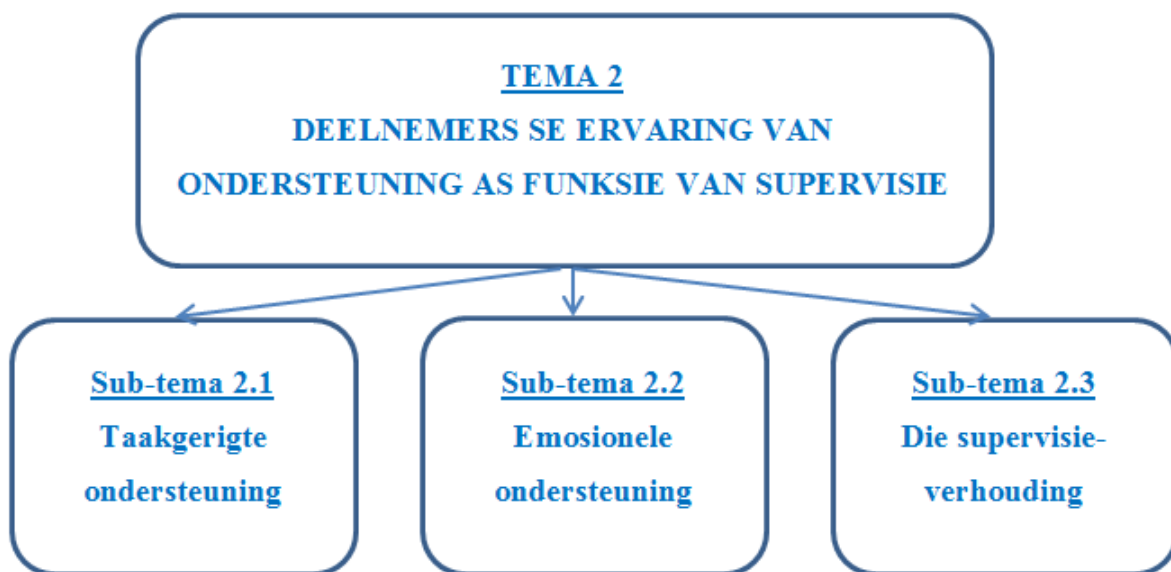 TEMA 2
DEELNEMERS SE ERVARING VAN
ONDERSTEUNING AS FUNKSIE VAN SUPERVISIE
Sub-tema 2.1
Taakgerigte
ondersteuning
Sub-tema 2.2
Emosionele
ondersteuning
Sub-tema 2.3
Die supervisie-
verhouding